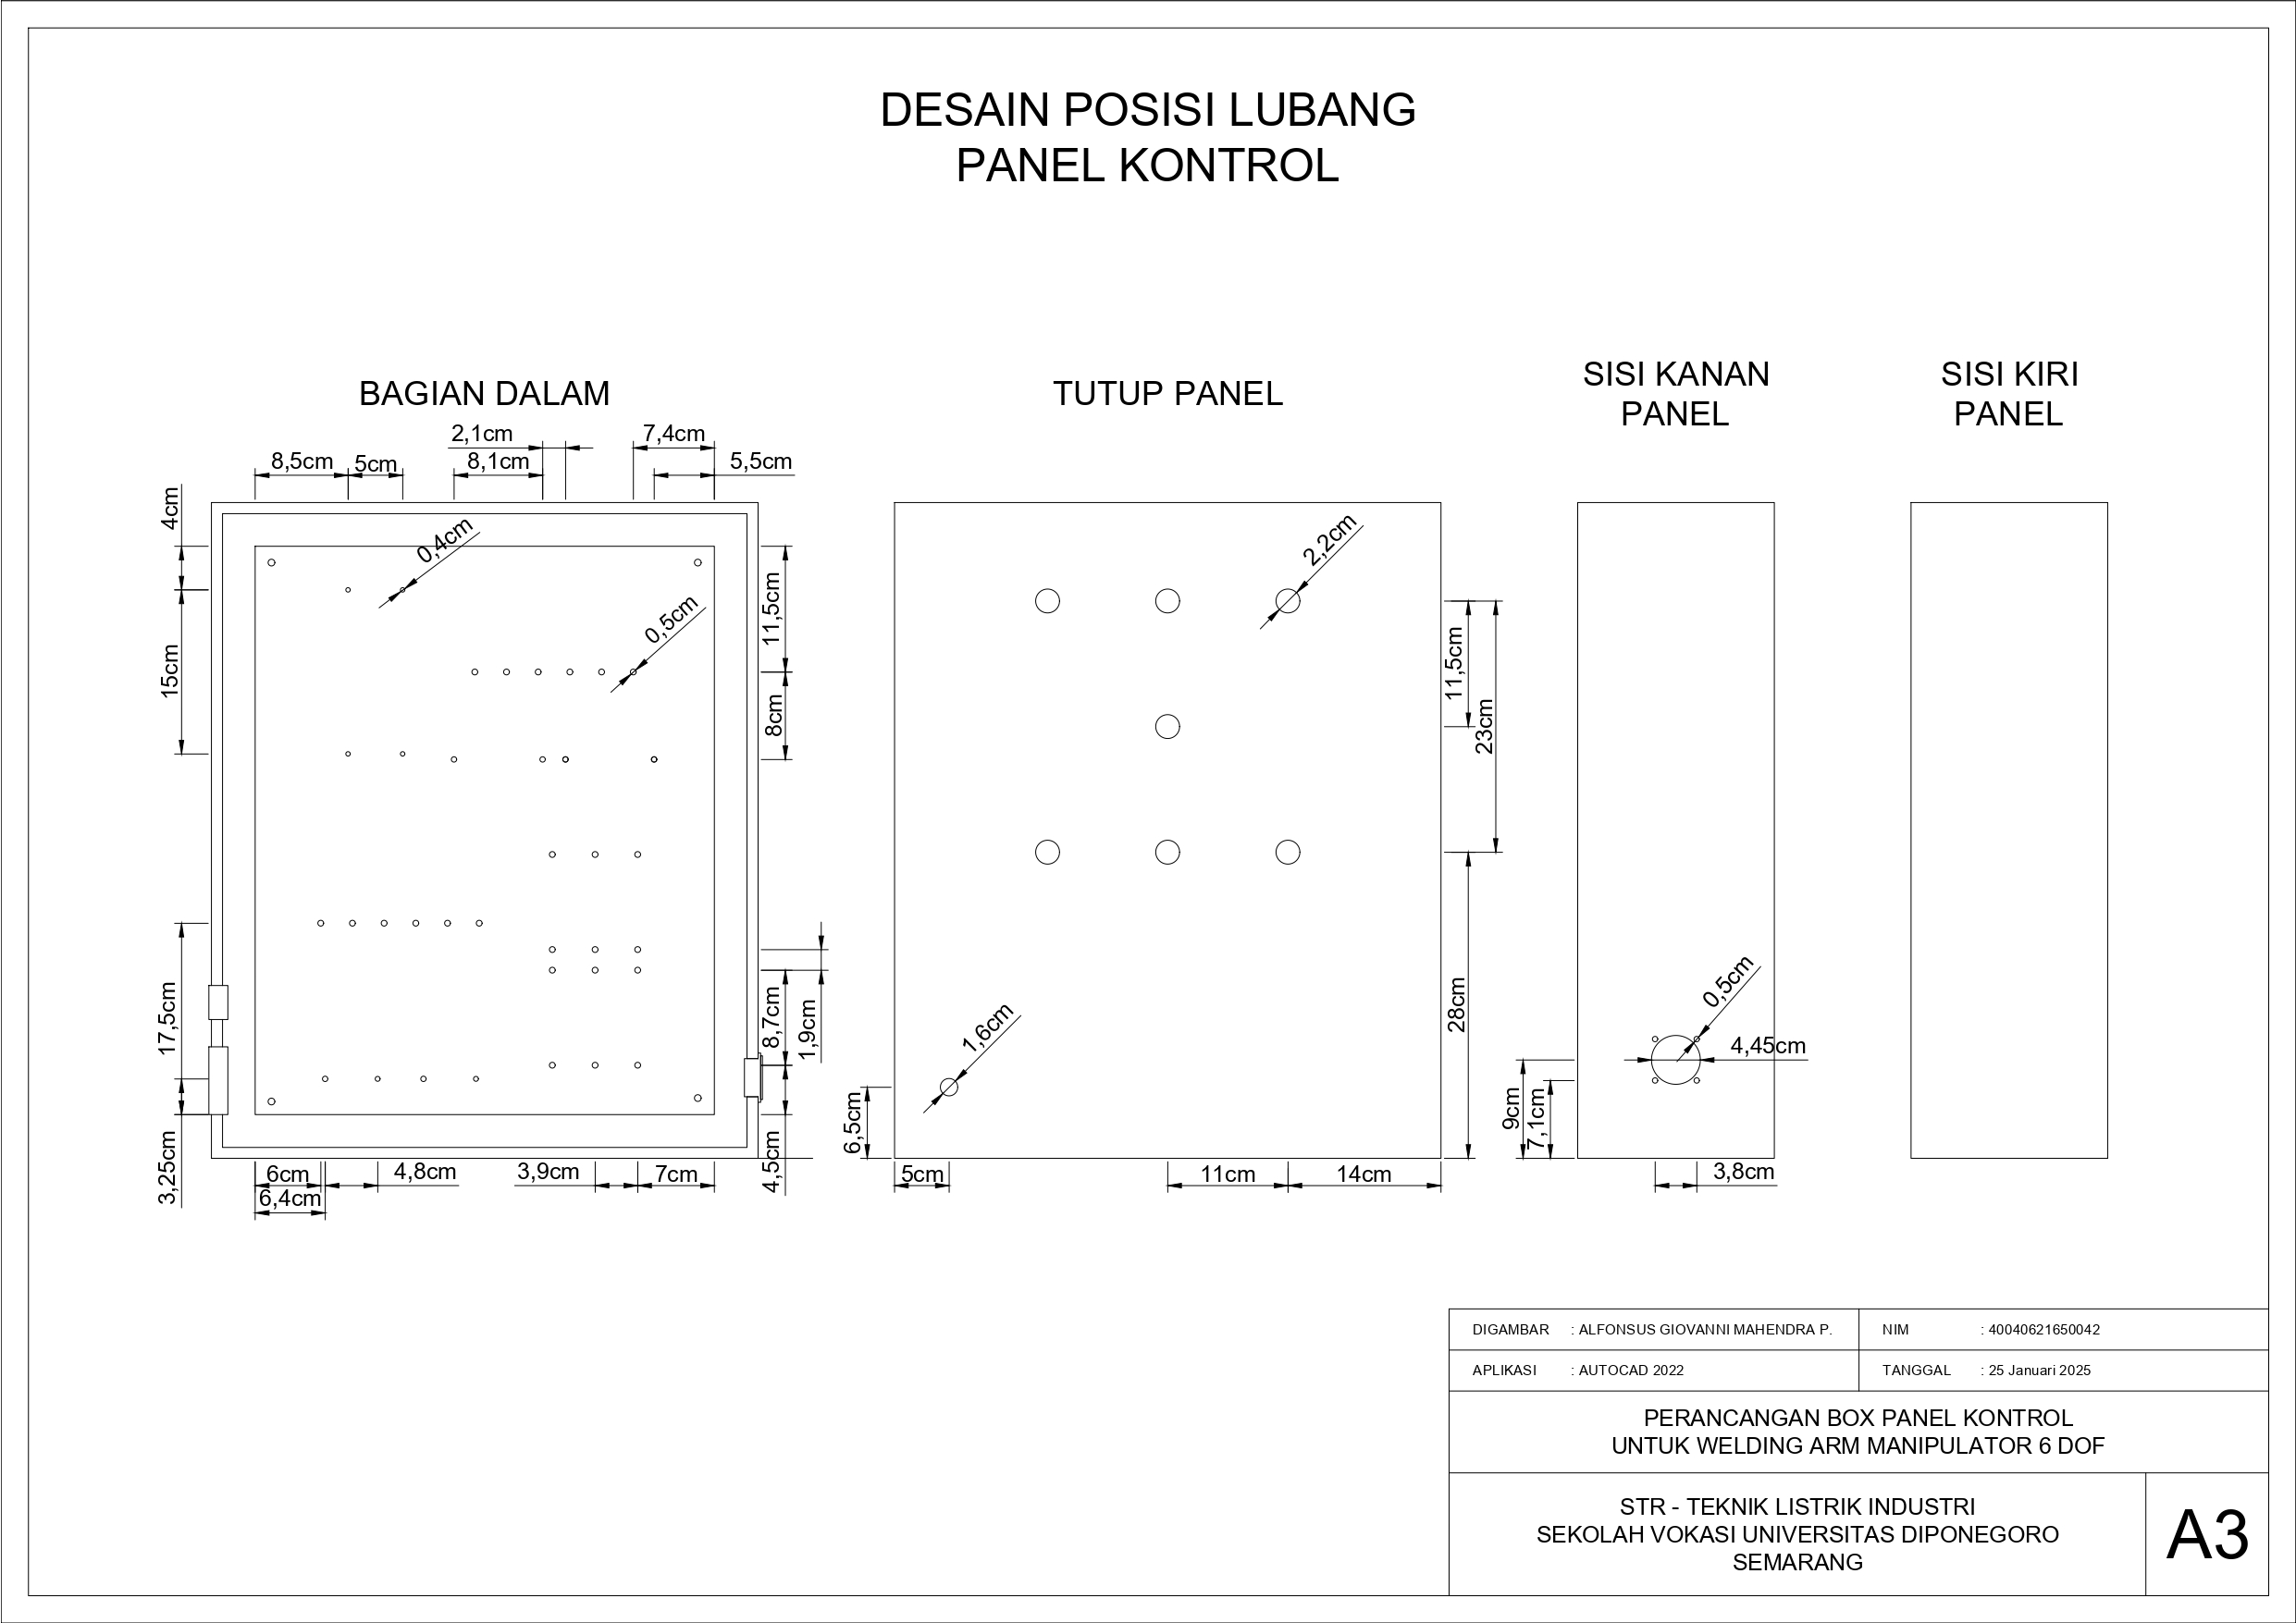 DESAIN POSISI LUBANG
PANEL KONTROL
BAGIAN DALAM
2,1cm
7,4cm
8,5cm
5cm
8,1cm
5,5cm
4cm
0,4cm
11,5cm
0,5cm
15cm
8cm
17,5cm
8,7cm
1,9cm
3,25cm
4,5cm
6cm
4,8cm
3,9cm
7cm
6,4cm
TUTUP PANEL
2,2cm
11,5cm
23cm
28cm
1,6cm
6,5cm
5cm
11cm
14cm
SISI KANAN
PANEL
0,5cm
4,45cm
9cm
7,1cm
3,8cm
SISI KIRI
PANEL
DIGAMBAR : ALFONSUS GIOVANNI MAHENDRA P. NIM : 40040621650042
APLIKASI : AUTOCAD 2022 TANGGAL : 25 Januari 2025
PERANCANGAN BOX PANEL KONTROL
UNTUK WELDING ARM MANIPULATOR 6 DOF
STR - TEKNIK LISTRIK INDUSTRI
SEKOLAH VOKASI UNIVERSITAS DIPONEGORO
SEMARANG
A3